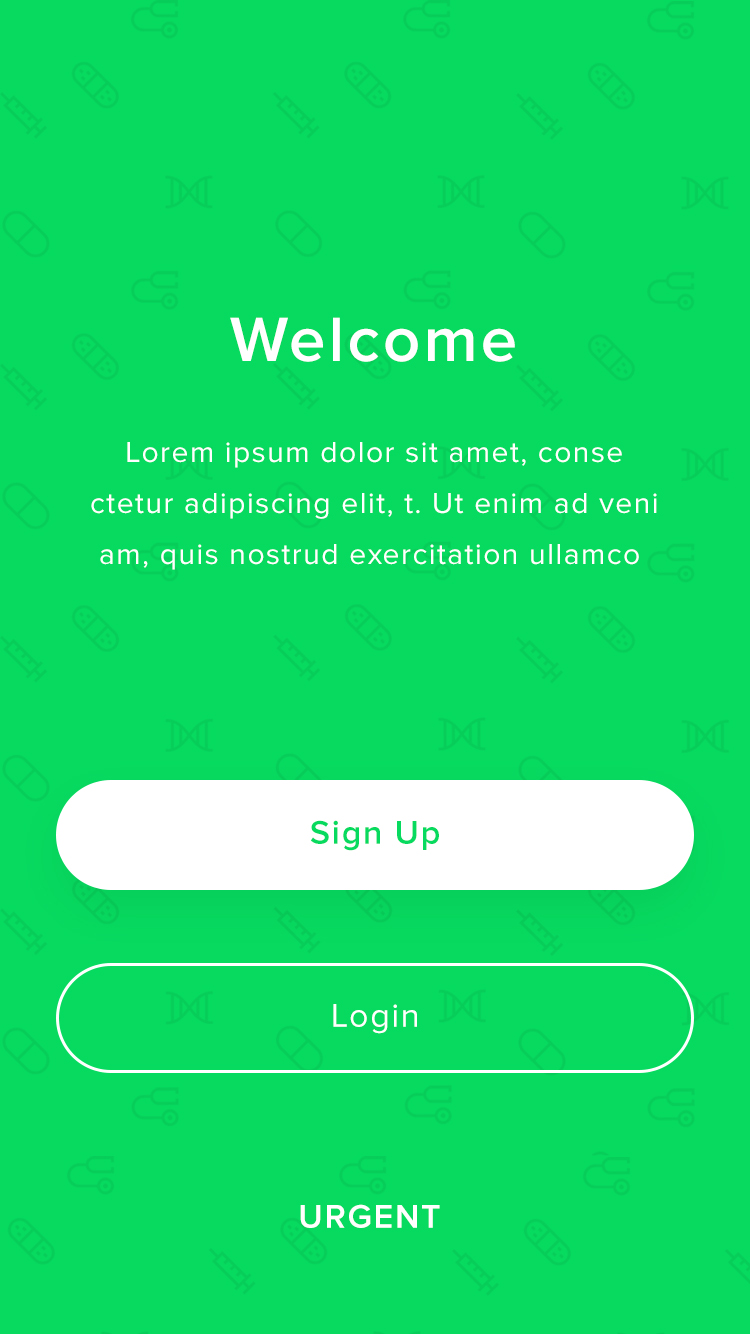 Welcome
Lorem ipsum dolor sit amet, conse
ctetur adipiscing elit, t. Ut enim ad veni
am, quis nostrud exercitation ullamco
Sign Up
Login
URGENT